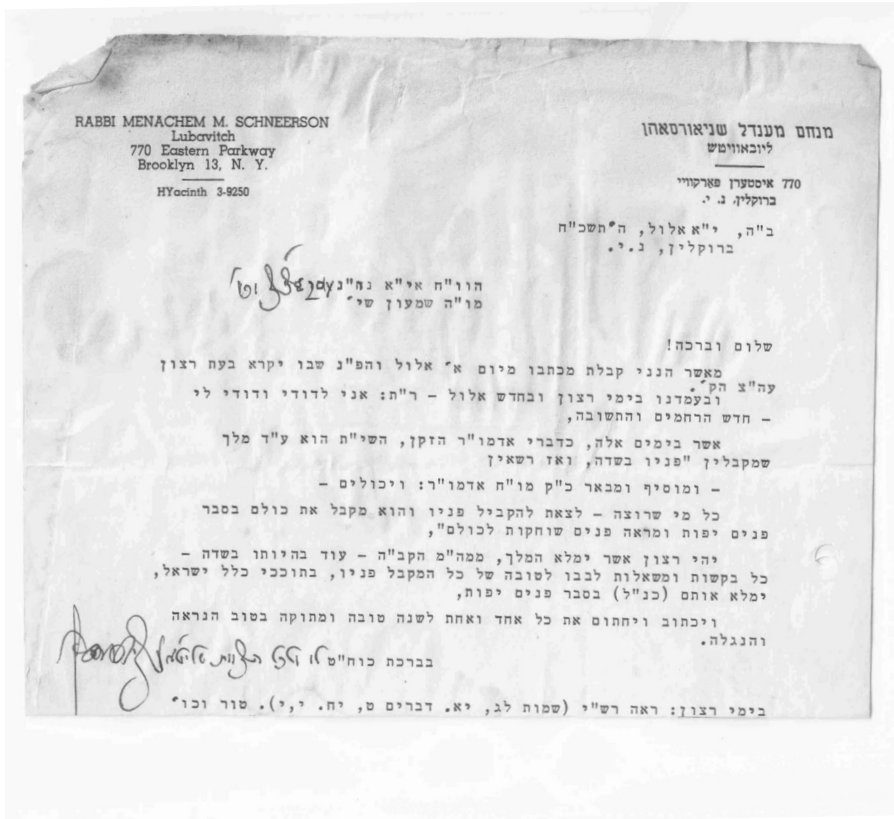 RABBI MENACHEM M. SCHNEERSON
Lubavitch
770 Eastern Parkway
Brooklyn 13, N. Y.
HYacinth 3-9250
מנחם מענדל שניאורסאהן
ליובאוויטש
770 איסטערן פארקוויי
ברוקלין, נ. י.
ב"ה, י"א אלול, ה'תשכ"ח
ברוקלין, נ.י.
הוו"ח אי"א נו"נ
מו"ה שמעון שי'
שלום וברכה!
מאשר הנני קבלת מכתבו מיום א' אלול והפ"נ שבו יקרא בעת רצון
עה"צ הק'.
ובעמדנו בימי רצון ובחדש אלול - ר"ת: אני לדודי ודודי לי
- חדש הרחמים והתשובה,
אשר בימים אלה, כדברי אדמו"ר הזקן, השי"ת הוא ע"ד מלך
שמקבלין "פניו בשדה, ואז רשאין
- ומוסיף ומבאר כ"ק מו"ח אדמו"ר: ויכולים -
כל מי שרוצה - לצאת להקביל פניו והוא מקבל את כולם בסבר
פנים יפות ומראה פנים שוחקות לכולם",
יהי רצון אשר ימלא המלך, ממה"מ הקב"ה - עוד בהיותו בשדה -
כל בקשות ומשאלות לבבו לטובה של כל המקבל פניו, בתוככי כלל ישראל,
ימלא אותם (כנ"ל) בסבר פנים יפות,
ויכתוב ויחתום את כל אחד ואחת לשנה טובה ומתוקה בטוב הנראה
והנגלה.
בברכת כוח"ט
בימי רצון: ראה רש"י (שמות לג, יא. דברים ט, יח. י,י). טור וכו'